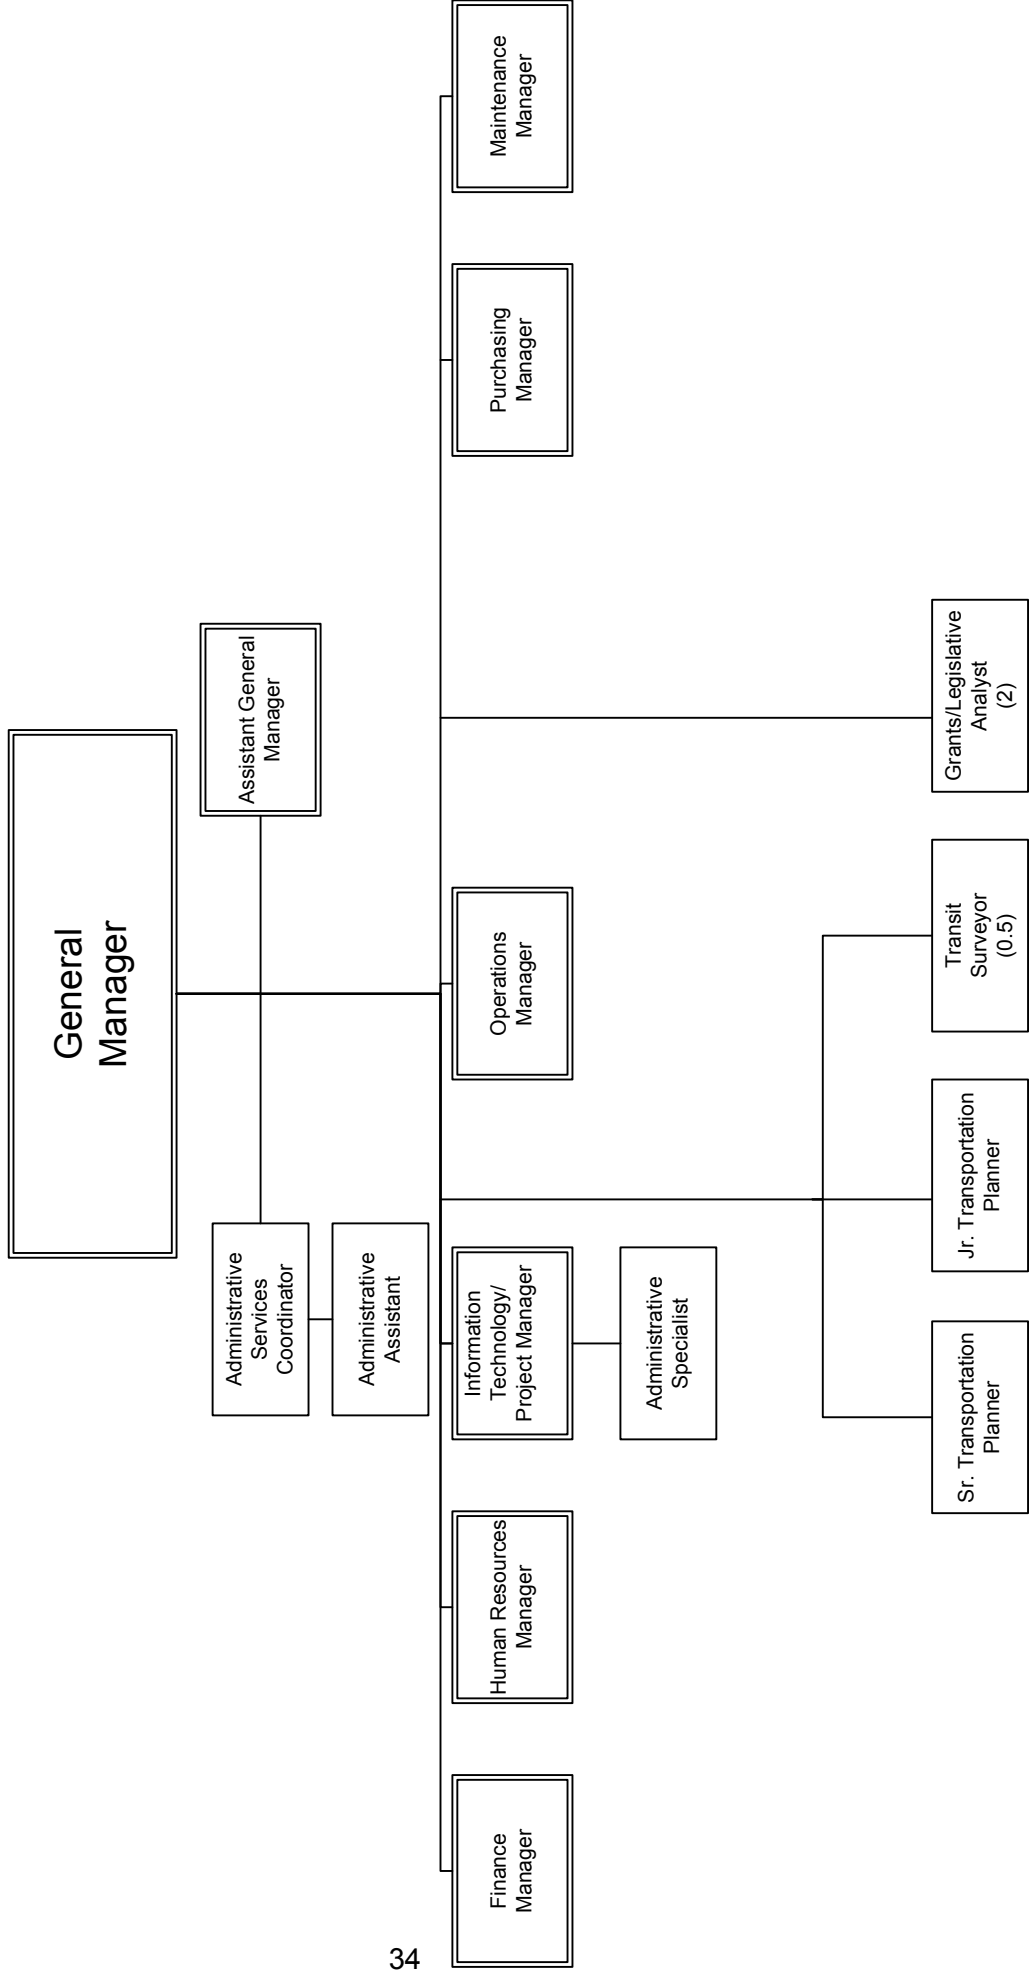 General
Manager
Administrative
Services
Coordinator
Assistant General
Manager
Administrative
Assistant
Finance
Manager
Human Resources
Manager
Information
Technology/
Project Manager
Operations
Manager
Purchasing
Manager
Maintenance
Manager
Administrative
Specialist
Sr. Transportation
Planner
Jr. Transportation
Planner
Transit
Surveyor
(0.5)
Grants/Legislative
Analyst
(2)
34